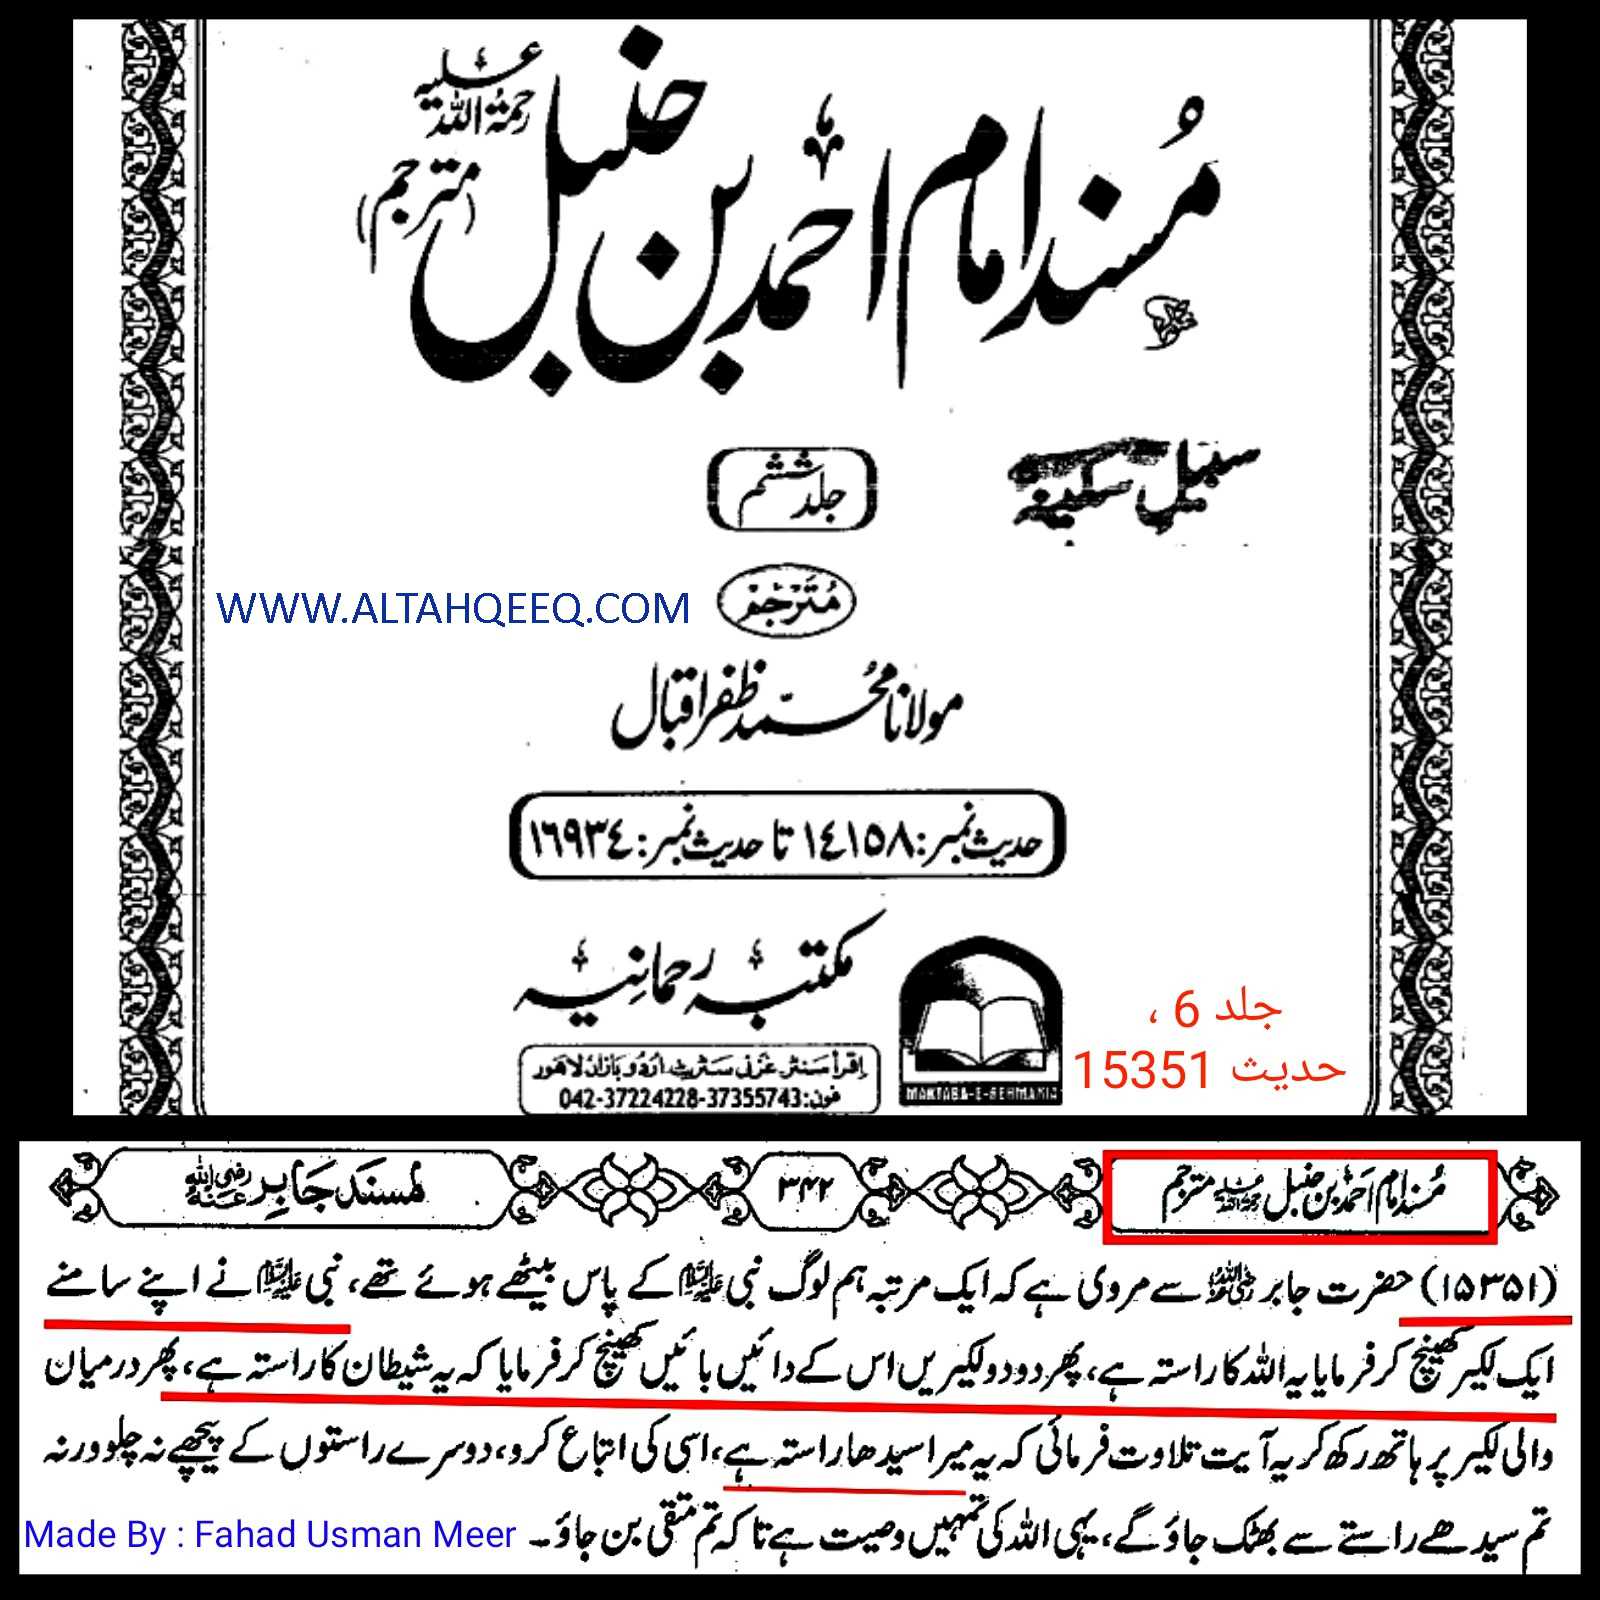 مُسند امام احمد بن حنبل رحمۃ اللہ علیہ (مترجم)
سبیل سکینہ
جلد ششم
WWW.ALTAHQEEQ.COM
مُتَرجِم
مولانا محمد ظفر اقبال
حدیث نمبر: ١٤١٥٨ تا حدیث نمبر: ١٦٩٣٤
مکتبہ رحمانیہ
اقرأ سنٹر غزنی سٹریٹ اردو بازار لاہور
فون: 042-37224228-37355743
MAKTABA-E-REHMANIA
جلد 6 ،
حدیث 15351
مُسند امام احمد بن حنبل رحمۃ اللہ علیہ مترجم
۳۴۲
مسند جابر رضی اللہ عنہ
(۱۵۳۵۱) حضرت جابر رضی اللہ عنہ سے مروی ہے کہ ایک مرتبہ ہم لوگ نبی علیہ السلام کے پاس بیٹھے ہوئے تھے، نبی علیہ السلام نے اپنے سامنے
ایک لکیر کھینچ کر فرمایا یہ اللہ کا راستہ ہے، پھر دو دو لکیریں اس کے دائیں بائیں کھینچ کر فرمایا کہ یہ شیطان کا راستہ ہے، پھر درمیان
والی لکیر پر ہاتھ رکھ کر یہ آیت تلاوت فرمائی کہ یہ میرا سیدھا راستہ ہے، اسی کی اتباع کرو، دوسرے راستوں کے پیچھے نہ چلو ورنہ
تم سیدھے راستے سے بھٹک جاؤ گے، یہی اللہ کی تمہیں وصیت ہے تا کہ تم متقی بن جاؤ۔
Made By : Fahad Usman Meer